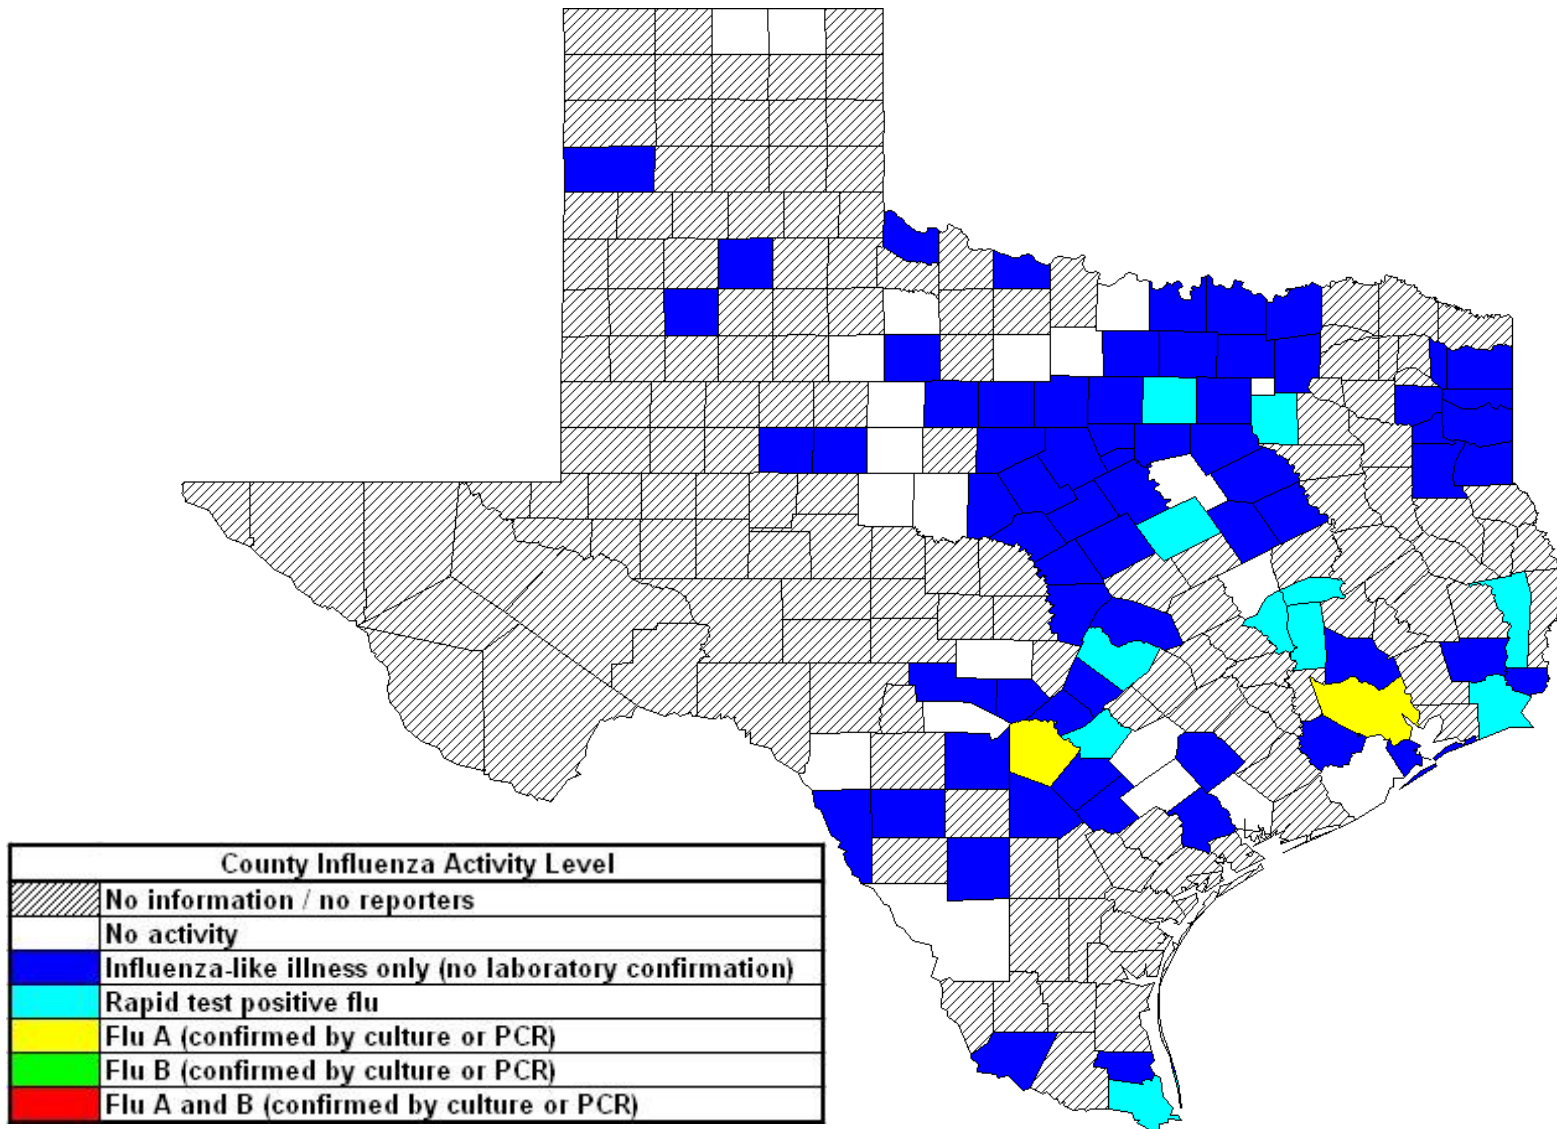 County Influenza Activity Level
No information / no reporters
No activity
Influenza-like illness only (no laboratory confirmation)
Rapid test positive flu
Flu A (confirmed by culture or PCR)
Flu B (confirmed by culture or PCR)
Flu A and B (confirmed by culture or PCR)